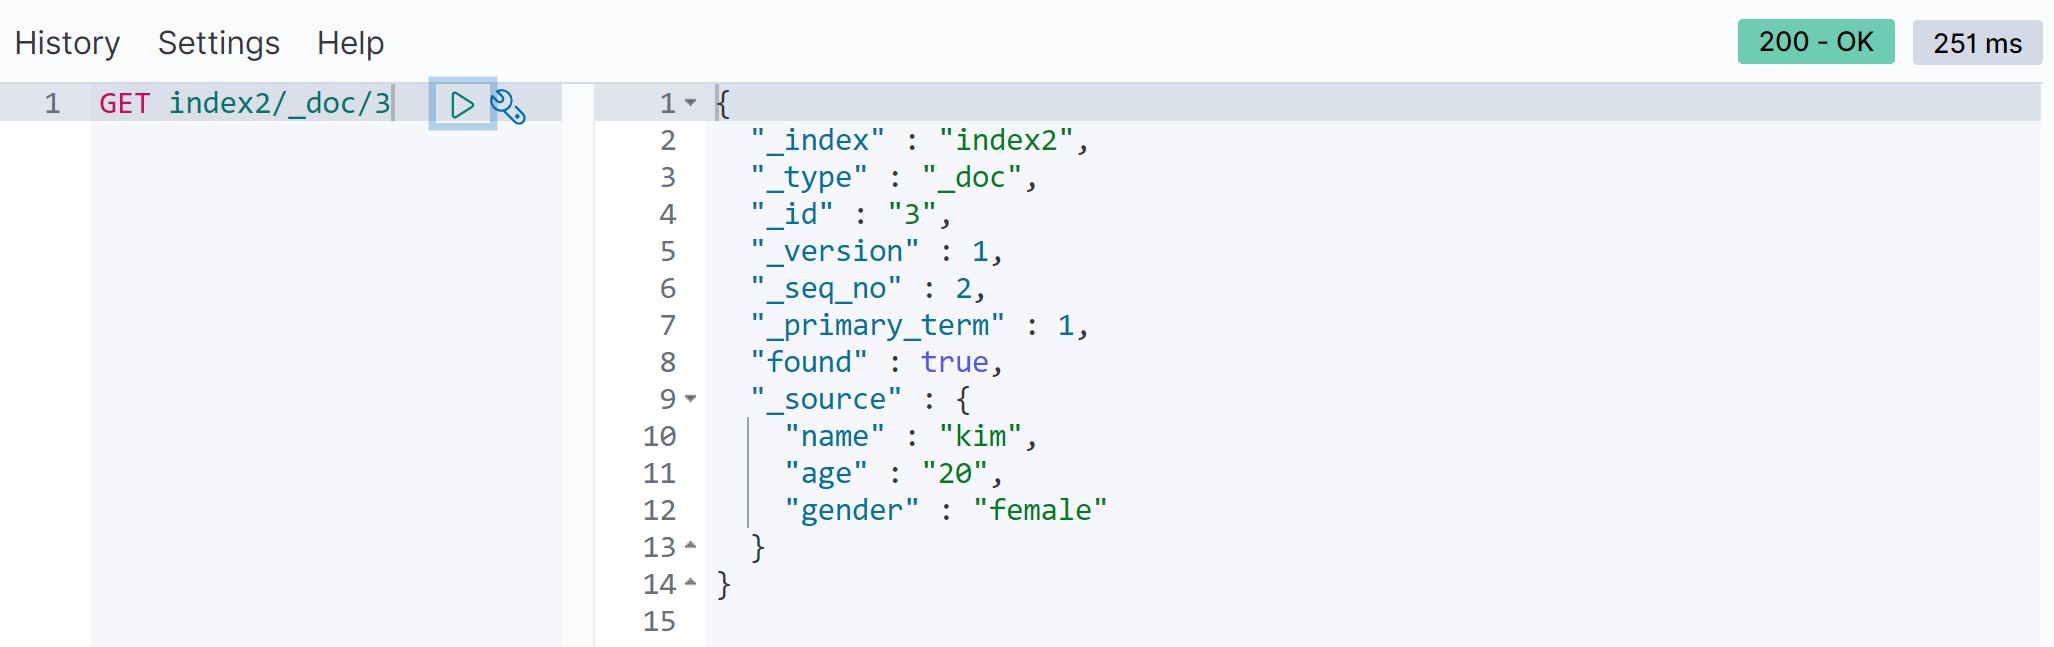 History Settings Help 200 - OK 251 ms
1 GET index2/_doc/3
1 {
2 "_index" : "index2",
3 "_type" : "_doc",
4 "_id" : "3",
5 "_version" : 1,
6 "_seq_no" : 2,
7 "_primary_term" : 1,
8 "found" : true,
9 "_source" : {
10 "name" : "kim",
11 "age" : "20",
12 "gender" : "female"
13 }
14 }
15